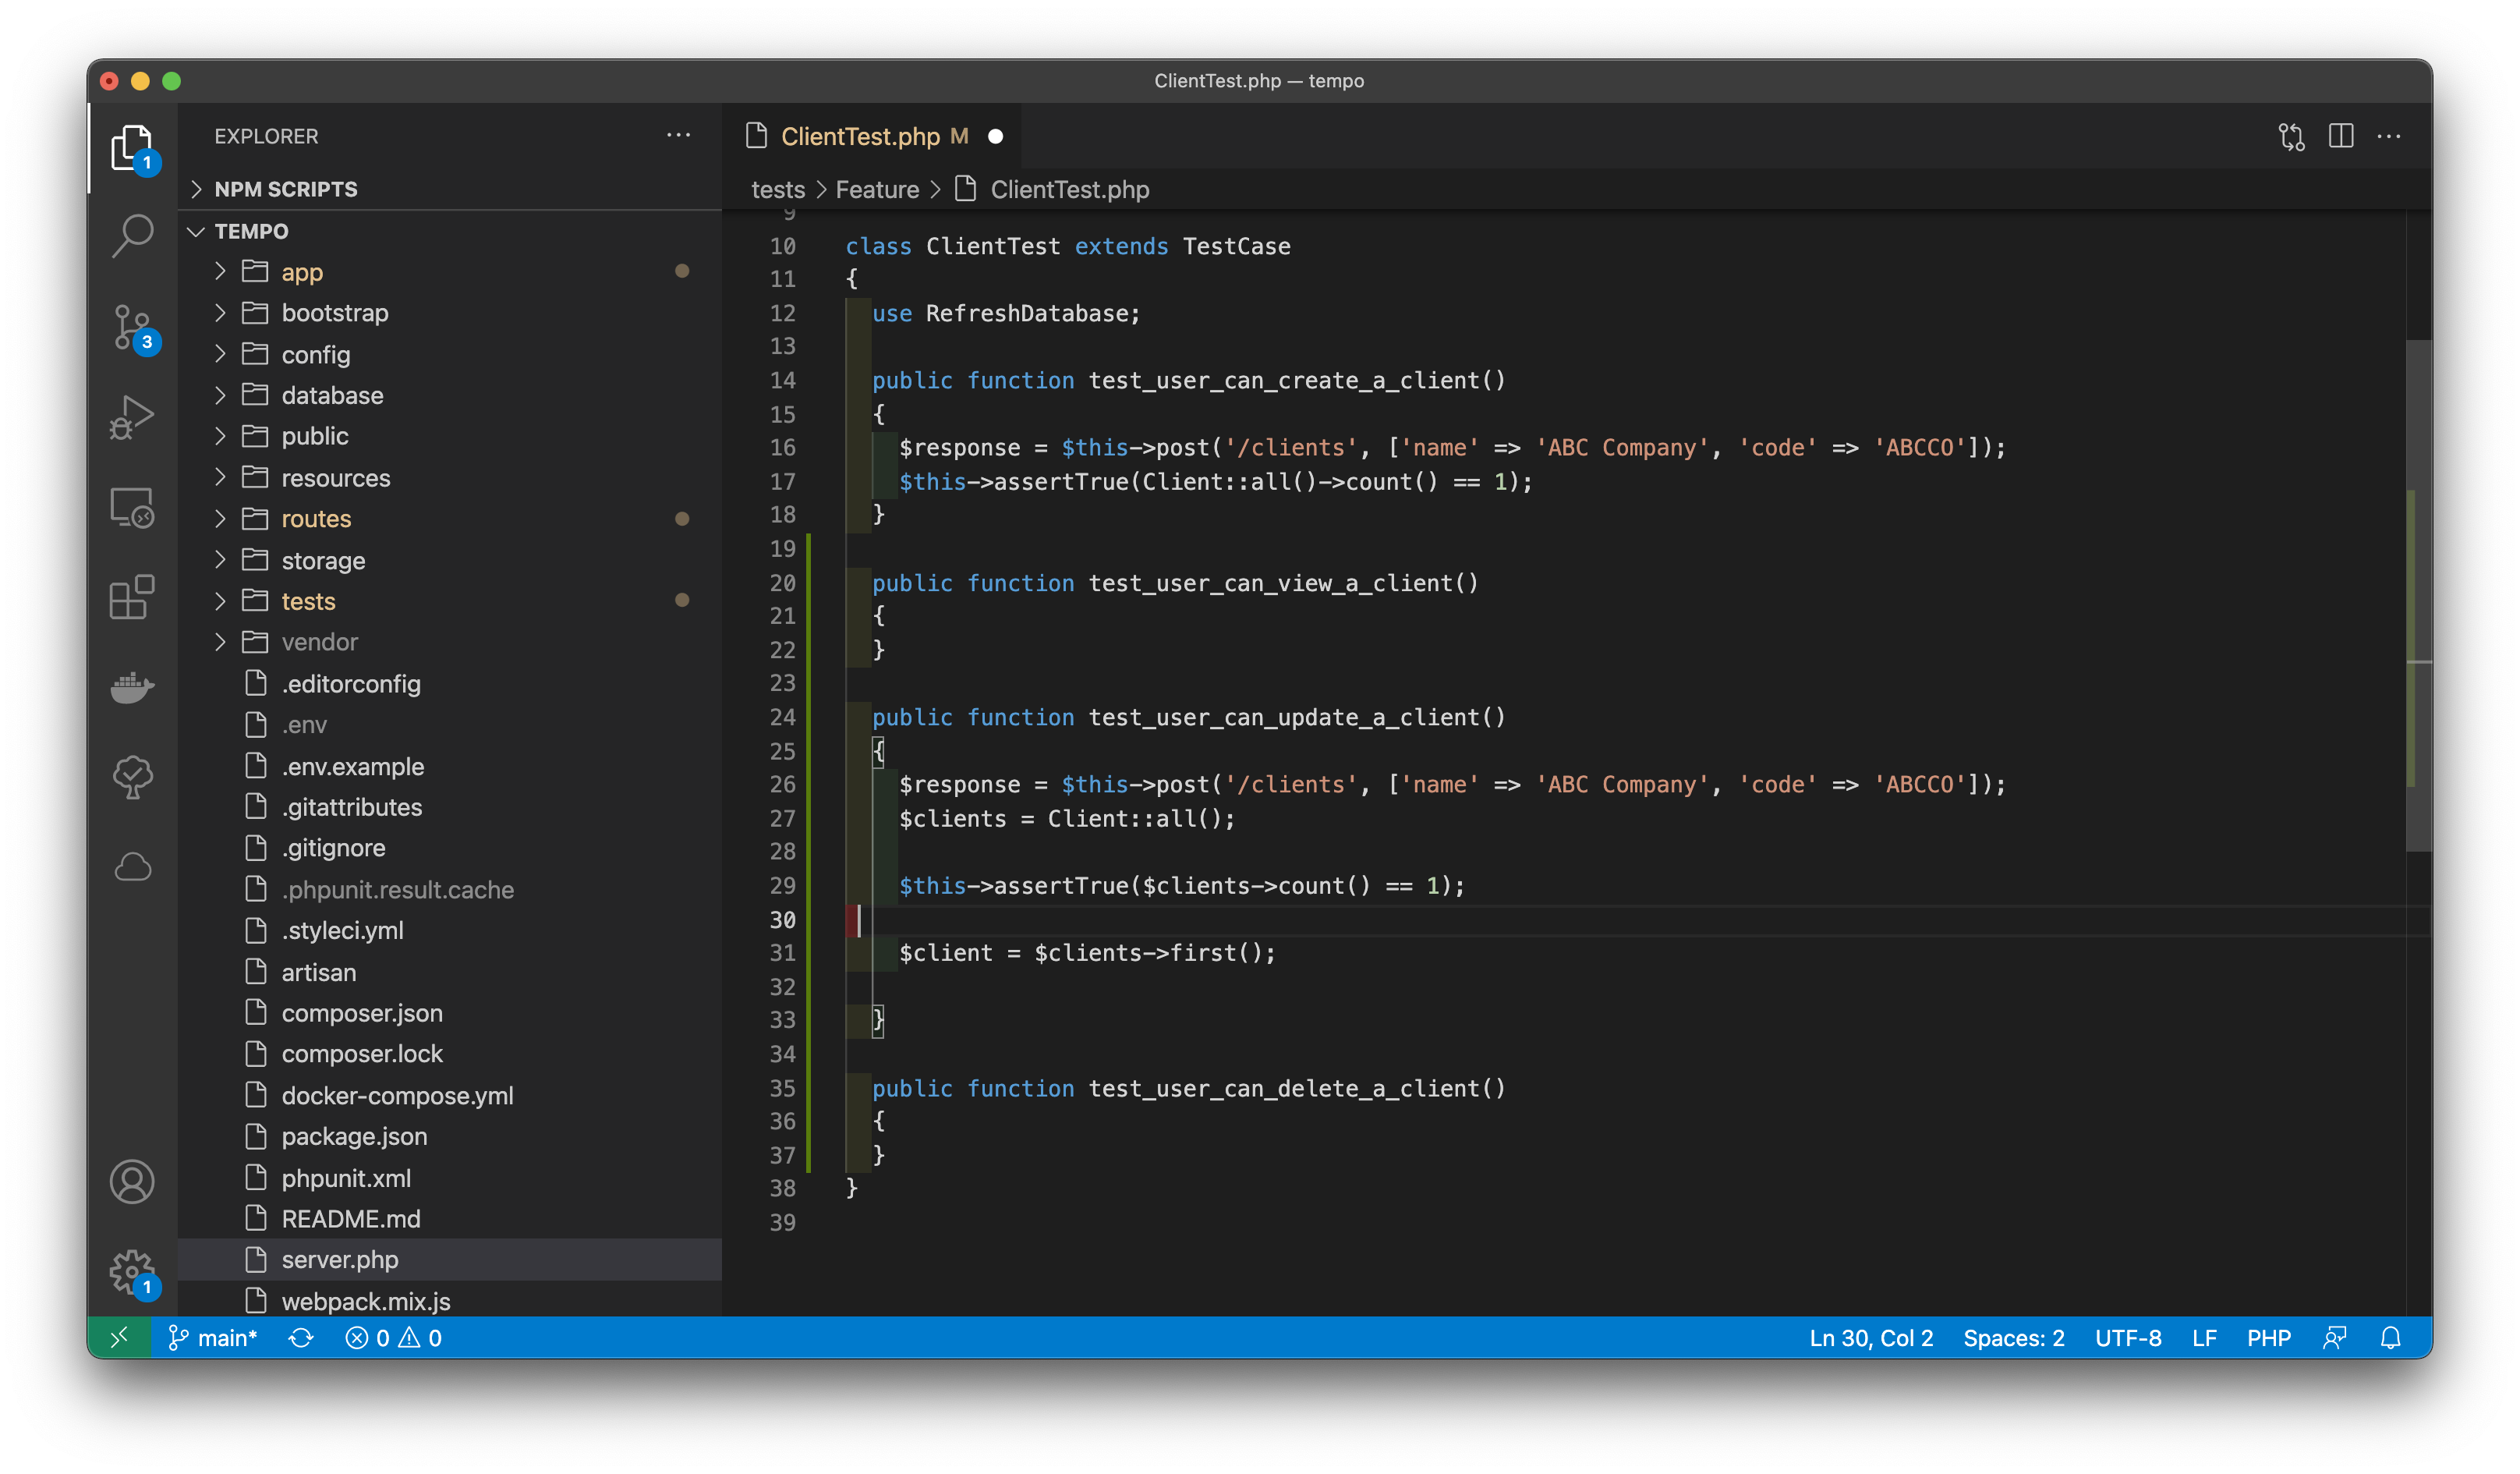 ClientTest.php — tempo
EXPLORER
NPM SCRIPTS
TEMPO
app
bootstrap
config
database
public
resources
routes
storage
tests
vendor
.editorconfig
.env
.env.example
.gitattributes
.gitignore
.phpunit.result.cache
.styleci.yml
artisan
composer.json
composer.lock
docker-compose.yml
package.json
phpunit.xml
README.md
server.php
webpack.mix.js
1
3
1
ClientTest.php M
tests > Feature > ClientTest.php
9
10 class ClientTest extends TestCase
11 {
12 use RefreshDatabase;
13
14 public function test_user_can_create_a_client()
15 {
16 $response = $this->post('/clients', ['name' => 'ABC Company', 'code' => 'ABCCO']);
17 $this->assertTrue(Client::all()->count() == 1);
18 }
19
20 public function test_user_can_view_a_client()
21 {
22 }
23
24 public function test_user_can_update_a_client()
25 {
26 $response = $this->post('/clients', ['name' => 'ABC Company', 'code' => 'ABCCO']);
27 $clients = Client::all();
28
29 $this->assertTrue($clients->count() == 1);
30
31 $client = $clients->first();
32
33 }
34
35 public function test_user_can_delete_a_client()
36 {
37 }
38 }
39
main* 0 0 Ln 30, Col 2 Spaces: 2 UTF-8 LF PHP